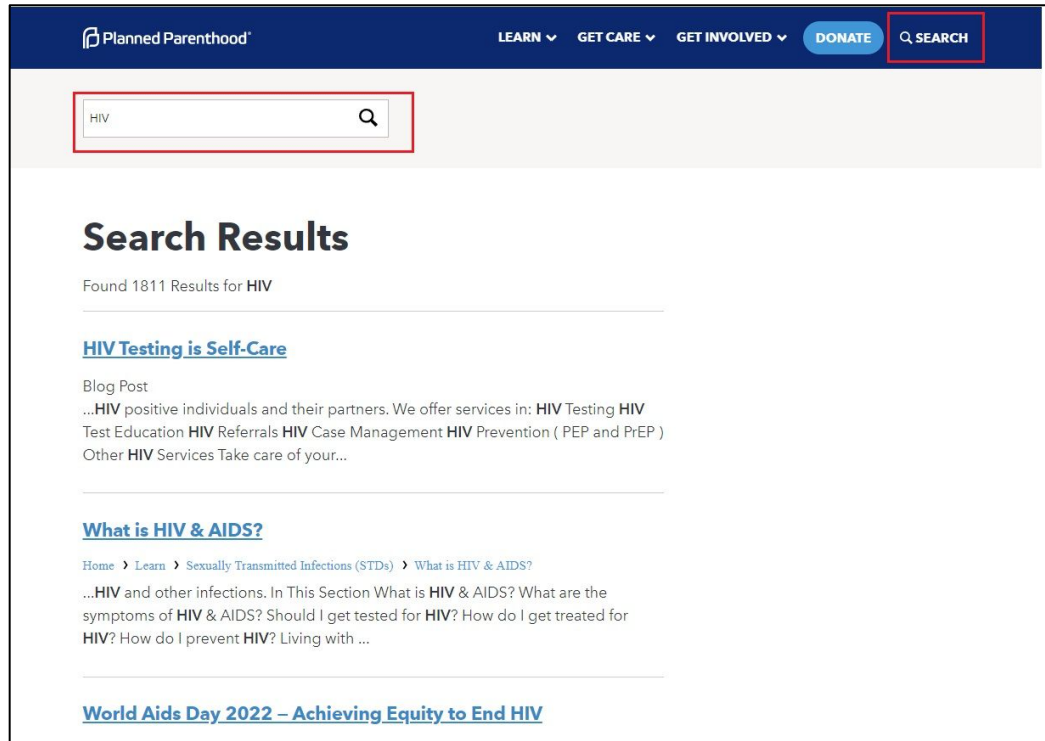 Planned Parenthood® LEARN GET CARE GET INVOLVED DONATE SEARCH
HIV
Search Results
Found 1811 Results for HIV
HIV Testing is Self-Care
Blog Post
...HIV positive individuals and their partners. We offer services in: HIV Testing HIV
Test Education HIV Referrals HIV Case Management HIV Prevention ( PEP and PrEP )
Other HIV Services Take care of your...
What is HIV & AIDS?
Home › Learn › Sexually Transmitted Infections (STDs) › What is HIV & AIDS?
...HIV and other infections. In This Section What is HIV & AIDS? What are the
symptoms of HIV & AIDS? Should I get tested for HIV? How do I get treated for
HIV? How do I prevent HIV? Living with ...
World Aids Day 2022 – Achieving Equity to End HIV